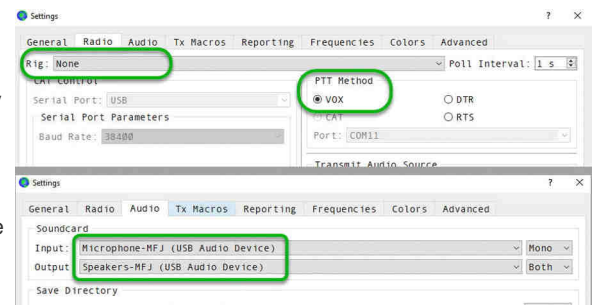 Settings ? ×
General Radio Audio Tx Macros Reporting Frequencies Colors Advanced
Rig: None Poll Interval: 1 s
CAT Control
PTT Method
Serial Port: USB
VOX DTR
Serial Port Parameters
CAT RTS
Baud Rate: 38400
Port: COM11
Transmit Audio Source
Settings ? ×
General Radio Audio Tx Macros Reporting Frequencies Colors Advanced
Soundcard
Input: Microphone-MFJ (USB Audio Device) Mono
Output Speakers-MFJ (USB Audio Device) Both
Save Directory